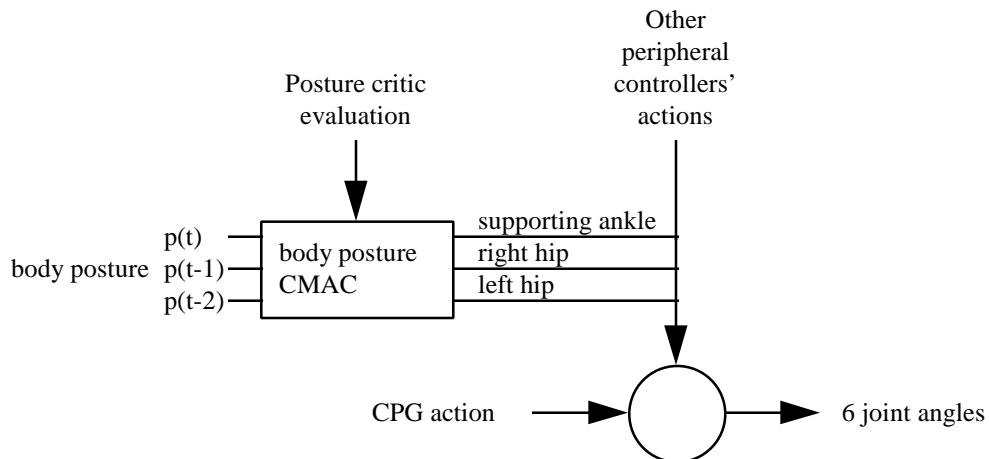 Other
peripheral
controllers'
actions
Posture critic
evaluation
body posture
p(t)
p(t-1)
p(t-2)
body posture
CMAC
supporting ankle
right hip
left hip
CPG action
6 joint angles